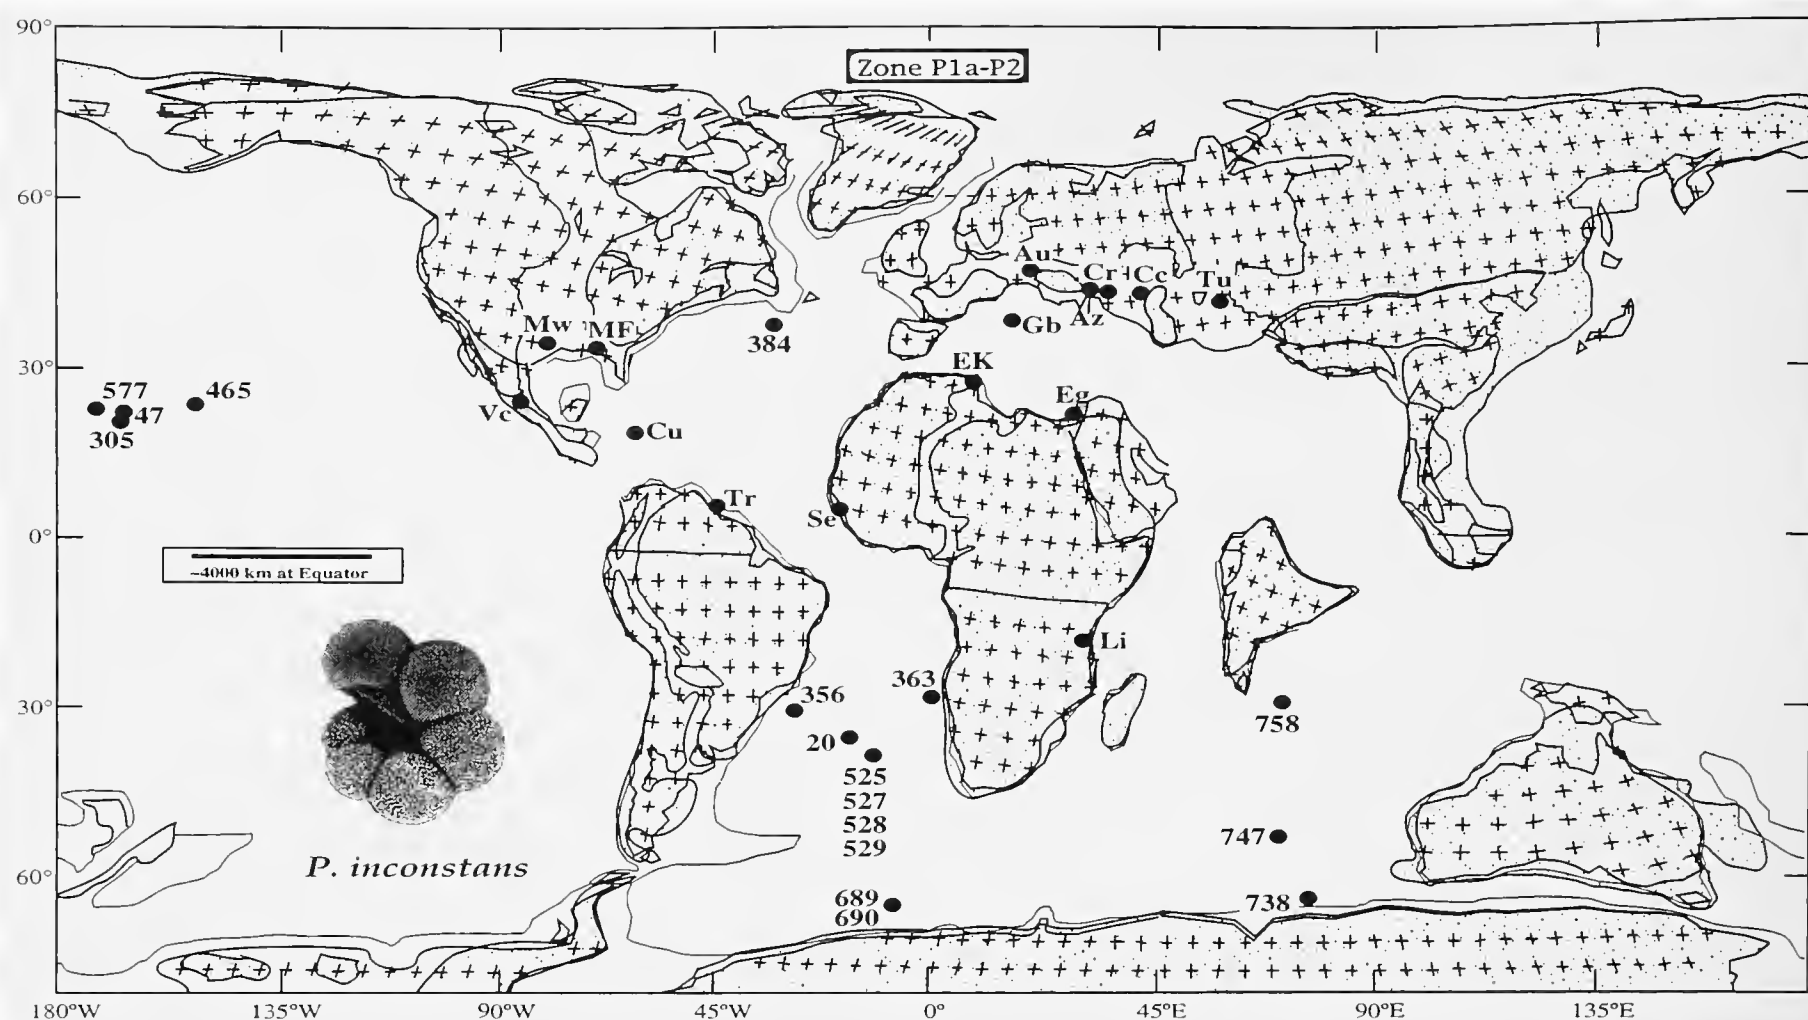 90°
Zone P1a-P2
60°
Au
Cr
Cc
Tu
Mw
MF
384
Gb
Az
30°
EK
577
465
47
305
Vc
Eg
Cu
Tr
Se
0°
~4000 km at Equator
Li
363
356
30°
758
20
525
527
528
529
747
P. inconstans
60°
689
690
738
180°W
135°W
90°W
45°W
0°
45°E
90°E
135°E